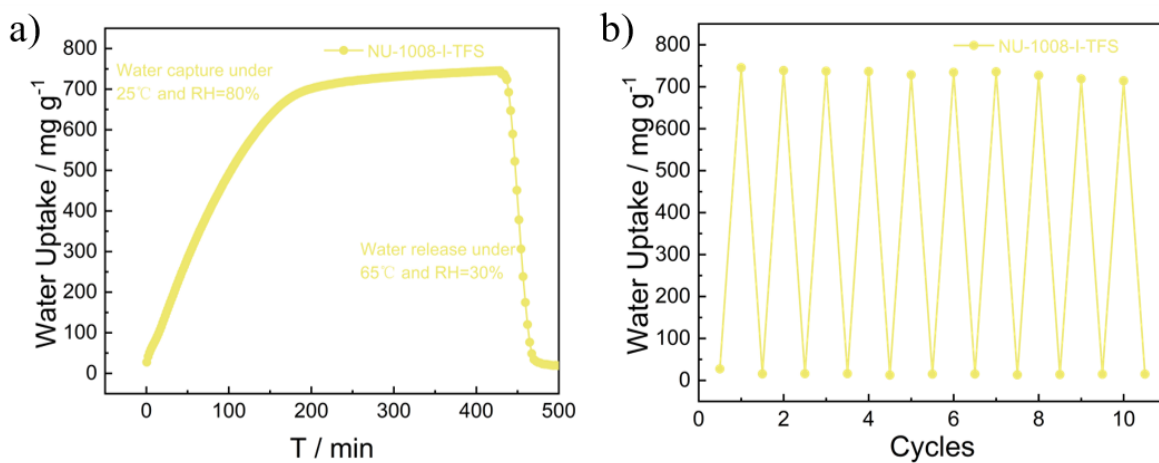 a)
800
700
600
500
400
300
200
100
0
Water Uptake / mg g⁻¹
NU-1008-I-TFS
Water capture under
25℃ and RH=80%
Water release under
65℃ and RH=30%
0 100 200 300 400 500
T / min
b)
800
700
600
500
400
300
200
100
0
Water Uptake / mg g⁻¹
NU-1008-I-TFS
0 2 4 6 8 10
Cycles